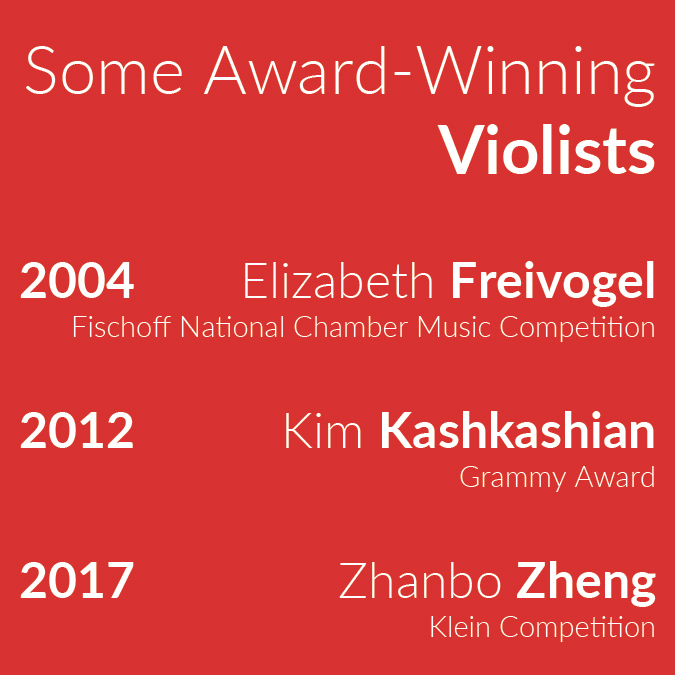 Some Award-Winning
Violists
2004 Elizabeth Freivogel
Fischoff National Chamber Music Competition
2012 Kim Kashkashian
Grammy Award
2017 Zhanbo Zheng
Klein Competition